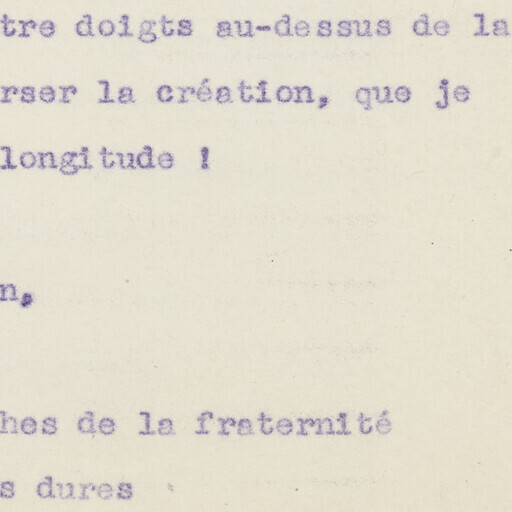 tre doigts au-dessus de la
rser la création, que je
longitude !
n,
hes de la fraternité
s dures